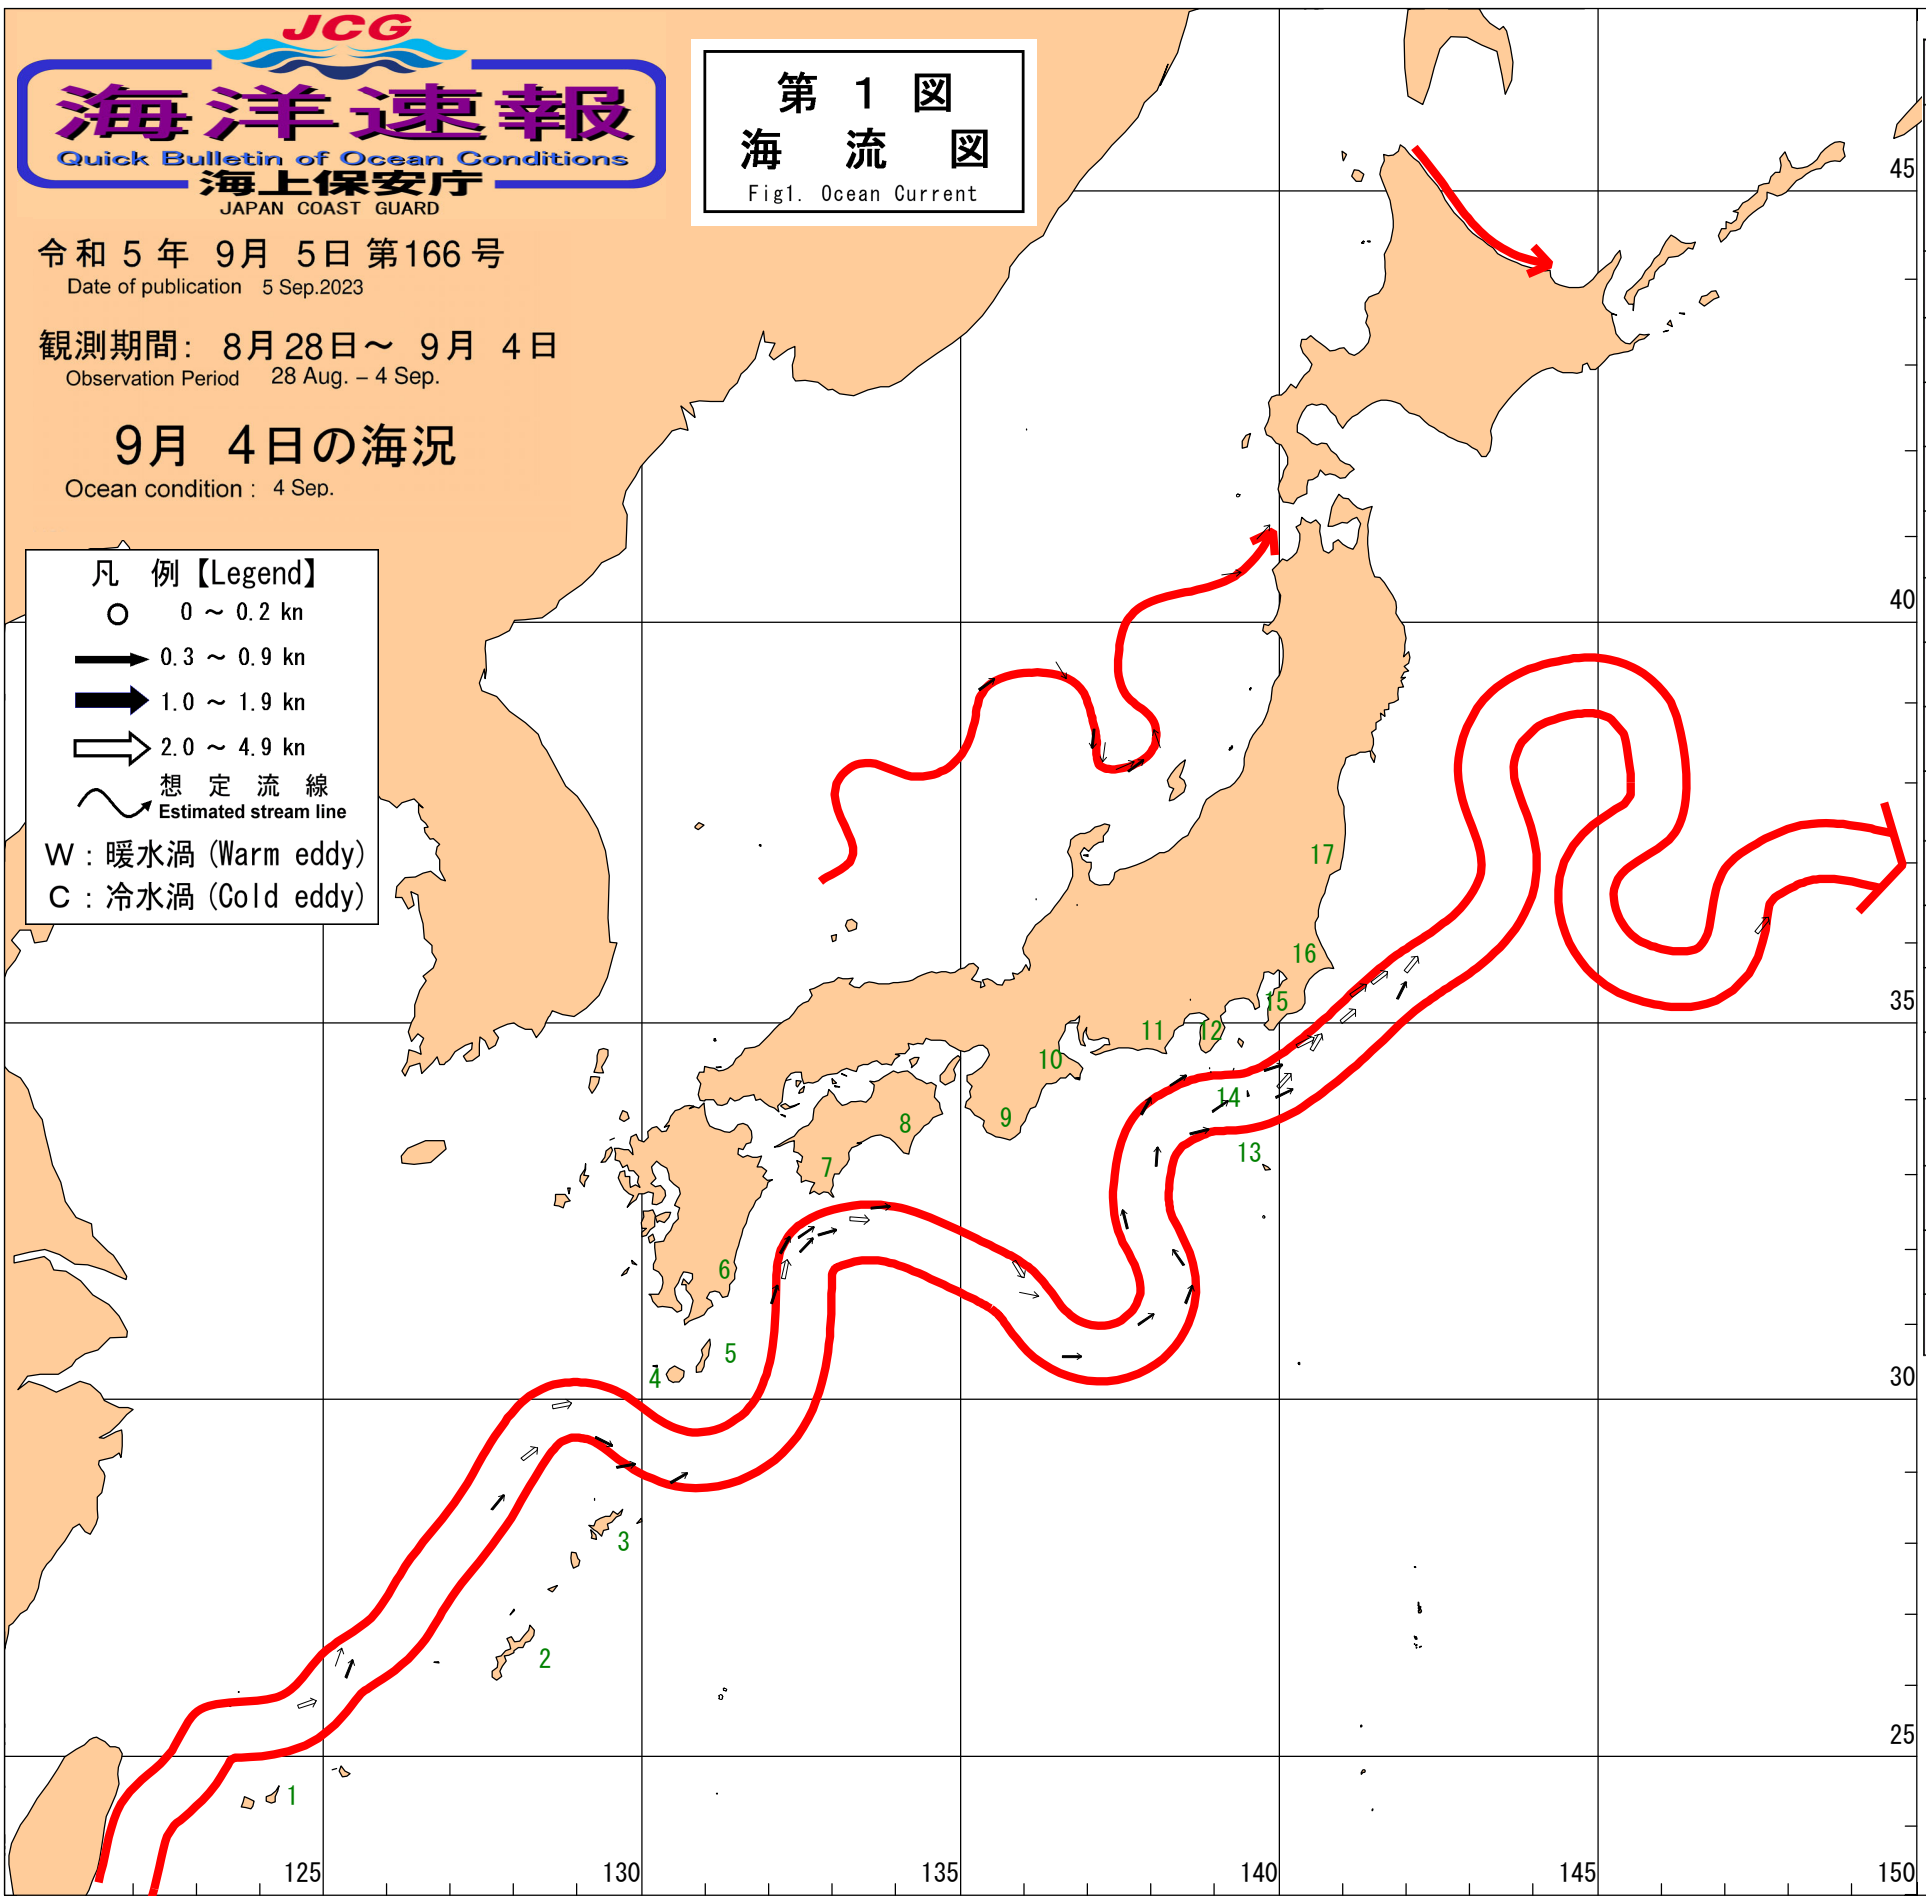 JCG
海洋速報
Quick Bulletin of Ocean Conditions
海上保安庁
JAPAN COAST GUARD
令和 5 年 9月 5日 第166 号
Date of publication 5 Sep.2023
観測期間: 8月28日～ 9月 4日
Observation Period 28 Aug. – 4 Sep.
9月 4日の海況
Ocean condition : 4 Sep.
第 1 図
海 流 図
Fig1. Ocean Current
凡 例【Legend】
0 ～ 0.2 kn
0.3 ～ 0.9 kn
1.0 ～ 1.9 kn
2.0 ～ 4.9 kn
想 定 流 線
Estimated stream line
W : 暖水渦 (Warm eddy)
C : 冷水渦 (Cold eddy)
45
40
35
30
25
17
16
15
12
11
10
14
13
9
8
7
6
5
4
3
2
1
125
130
135
140
145
150